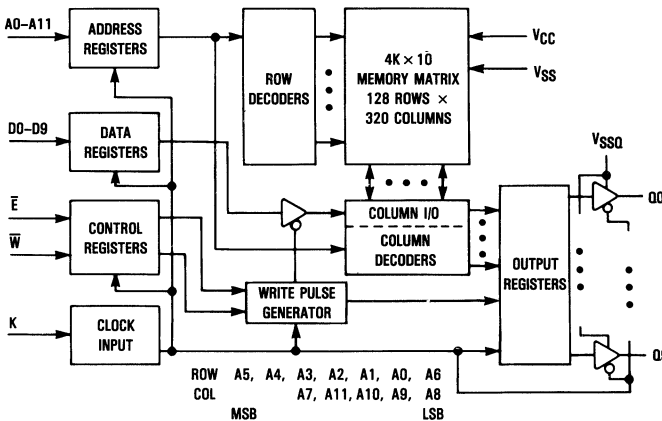 A0–A11
ADDRESS
REGISTERS
ROW
DECODERS
4K × 10
MEMORY MATRIX
128 ROWS ×
320 COLUMNS
VCC
VSS
D0–D9
DATA
REGISTERS
VSSQ
Q0
E
W
CONTROL
REGISTERS
COLUMN I/O
COLUMN
DECODERS
OUTPUT
REGISTERS
WRITE PULSE
GENERATOR
K
CLOCK
INPUT
ROW A5, A4, A3, A2, A1, A0, A6
COL A7, A11, A10, A9, A8
MSB LSB